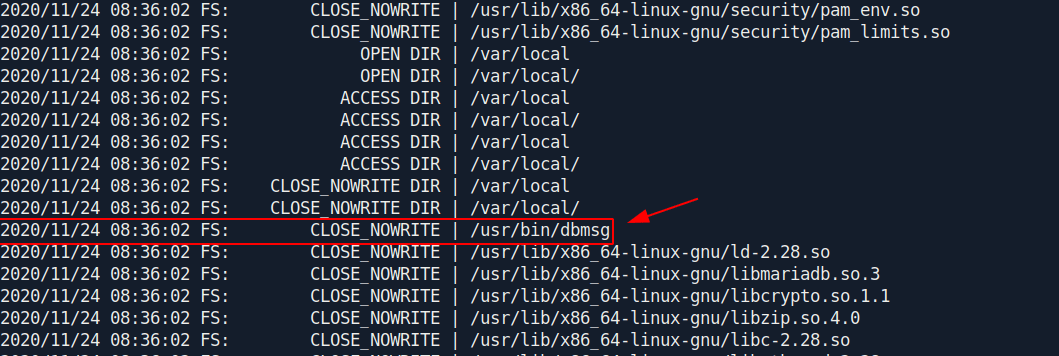 2020/11/24 08:36:02 FS:        CLOSE_NOWRITE | /usr/lib/x86_64-linux-gnu/security/pam_env.so
2020/11/24 08:36:02 FS:        CLOSE_NOWRITE | /usr/lib/x86_64-linux-gnu/security/pam_limits.so
2020/11/24 08:36:02 FS:             OPEN DIR | /var/local
2020/11/24 08:36:02 FS:             OPEN DIR | /var/local/
2020/11/24 08:36:02 FS:           ACCESS DIR | /var/local
2020/11/24 08:36:02 FS:           ACCESS DIR | /var/local/
2020/11/24 08:36:02 FS:           ACCESS DIR | /var/local
2020/11/24 08:36:02 FS:           ACCESS DIR | /var/local/
2020/11/24 08:36:02 FS:    CLOSE_NOWRITE DIR | /var/local
2020/11/24 08:36:02 FS:    CLOSE_NOWRITE DIR | /var/local/
2020/11/24 08:36:02 FS:        CLOSE_NOWRITE | /usr/bin/dbmsg
2020/11/24 08:36:02 FS:        CLOSE_NOWRITE | /usr/lib/x86_64-linux-gnu/ld-2.28.so
2020/11/24 08:36:02 FS:        CLOSE_NOWRITE | /usr/lib/x86_64-linux-gnu/libmariadb.so.3
2020/11/24 08:36:02 FS:        CLOSE_NOWRITE | /usr/lib/x86_64-linux-gnu/libcrypto.so.1.1
2020/11/24 08:36:02 FS:        CLOSE_NOWRITE | /usr/lib/x86_64-linux-gnu/libzip.so.4.0
2020/11/24 08:36:02 FS:        CLOSE_NOWRITE | /usr/lib/x86_64-linux-gnu/libc-2.28.so